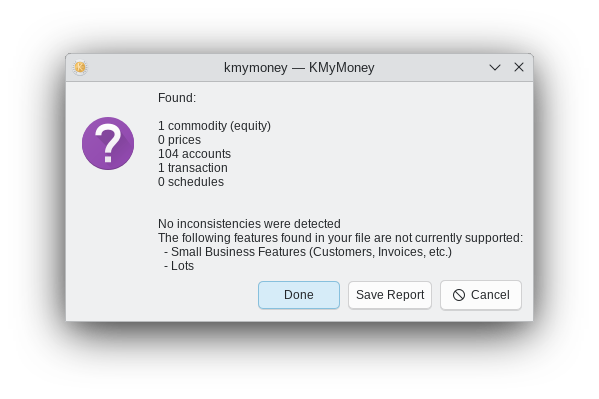 kmymoney — KMyMoney
Found:
1 commodity (equity)
0 prices
104 accounts
1 transaction
0 schedules
No inconsistencies were detected
The following features found in your file are not currently supported:
- Small Business Features (Customers, Invoices, etc.)
- Lots
Done
Save Report
Cancel